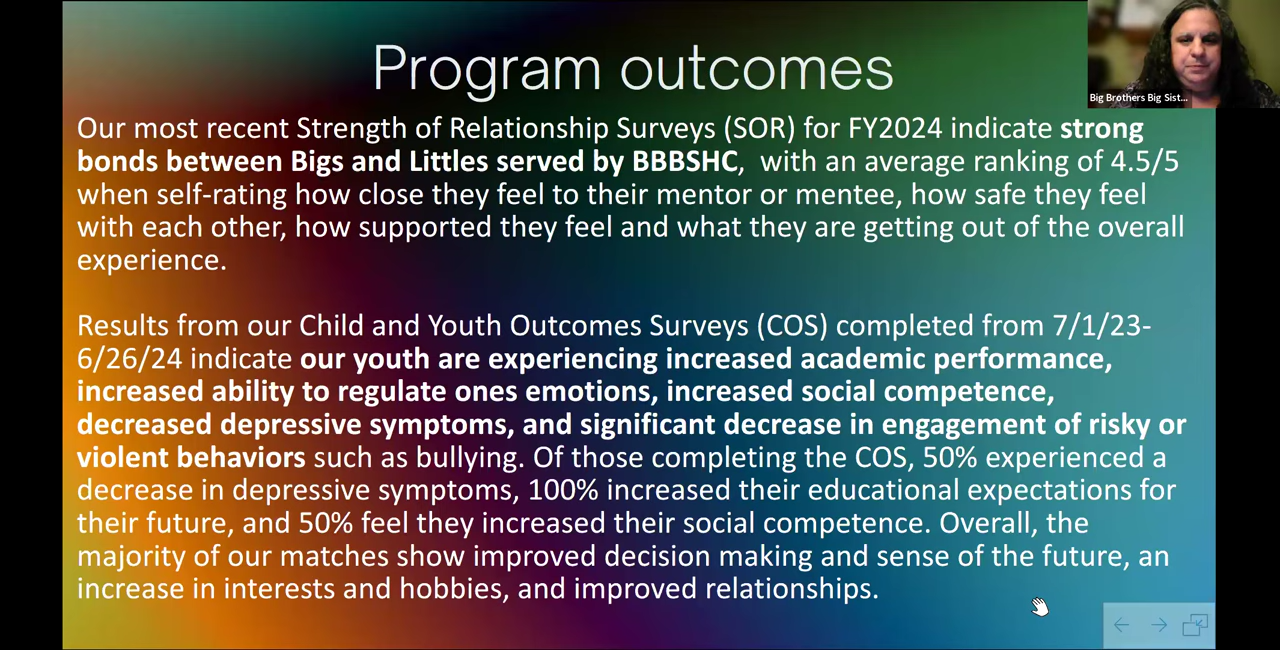 Program outcomes
Big Brothers Big Sist...
Our most recent Strength of Relationship Surveys (SOR) for FY2024 indicate strong
bonds between Bigs and Littles served by BBBSHC, with an average ranking of 4.5/5
when self-rating how close they feel to their mentor or mentee, how safe they feel
with each other, how supported they feel and what they are getting out of the overall
experience.
Results from our Child and Youth Outcomes Surveys (COS) completed from 7/1/23-
6/26/24 indicate our youth are experiencing increased academic performance,
increased ability to regulate ones emotions, increased social competence,
decreased depressive symptoms, and significant decrease in engagement of risky or
violent behaviors such as bullying. Of those completing the COS, 50% experienced a
decrease in depressive symptoms, 100% increased their educational expectations for
their future, and 50% feel they increased their social competence. Overall, the
majority of our matches show improved decision making and sense of the future, an
increase in interests and hobbies, and improved relationships.